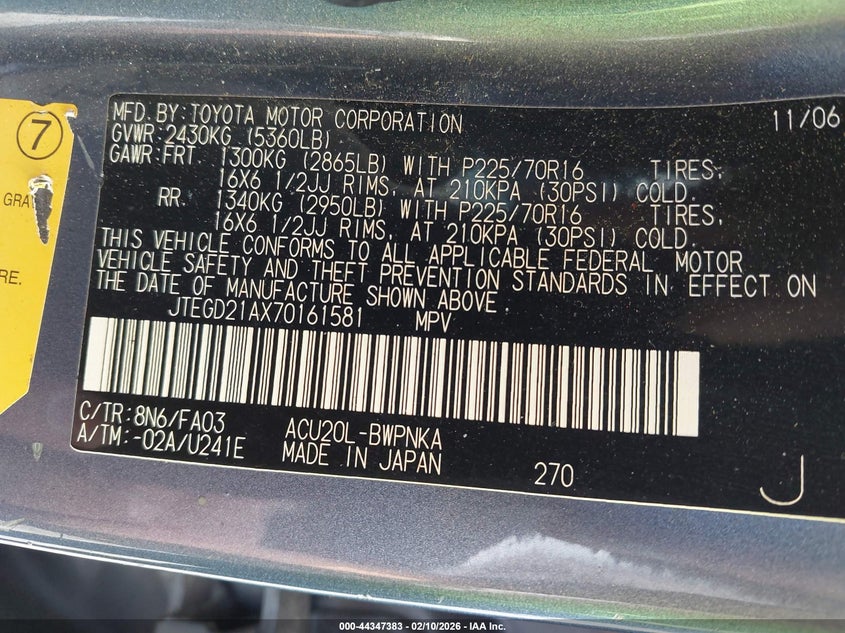 MFD.BY:TOYOTA MOTOR CORPORATION 11/06
GVWR:2430KG (5360LB)
GAWR:FRT. 1300KG (2865LB) WITH P225/70R16 TIRES,
16X6 1/2JJ RIMS, AT 210KPA (30PSI) COLD.
RR. 1340KG (2950LB) WITH P225/70R16 TIRES,
16X6 1/2JJ RIMS, AT 210KPA (30PSI) COLD.
THIS VEHICLE CONFORMS TO ALL APPLICABLE FEDERAL MOTOR
VEHICLE SAFETY AND THEFT PREVENTION STANDARDS IN EFFECT ON
THE DATE OF MANUFACTURE SHOWN ABOVE
JTEGD21AX70161581 MPV
C/TR:8N6/FA03 ACU20L-BWPNKA
A/TM:-02A/U241E MADE IN JAPAN 270 J
7
GRAV
RE.
000-44347383 - 02/10/2026 - IAA Inc.